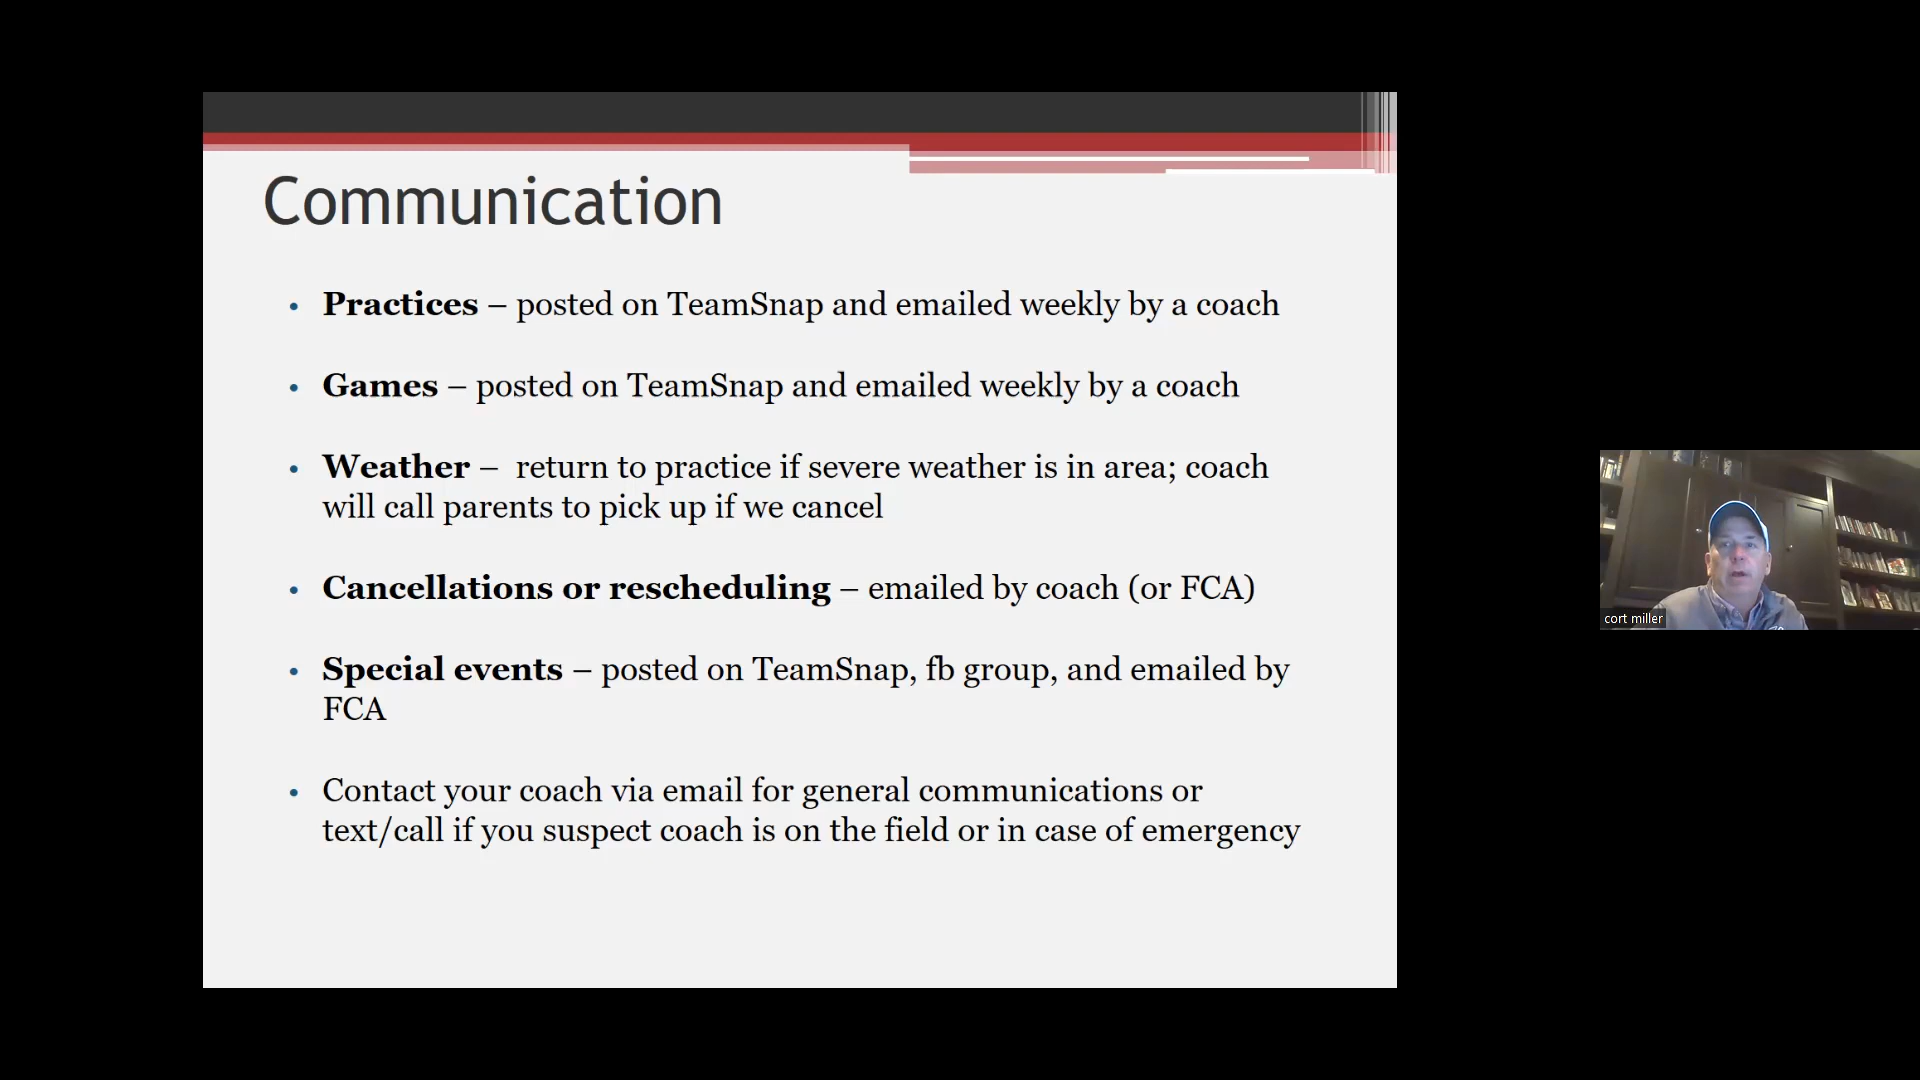 Communication
• Practices – posted on TeamSnap and emailed weekly by a coach
• Games – posted on TeamSnap and emailed weekly by a coach
• Weather –  return to practice if severe weather is in area; coach
will call parents to pick up if we cancel
• Cancellations or rescheduling – emailed by coach (or FCA)
• Special events – posted on TeamSnap, fb group, and emailed by
FCA
• Contact your coach via email for general communications or
text/call if you suspect coach is on the field or in case of emergency
cort miller